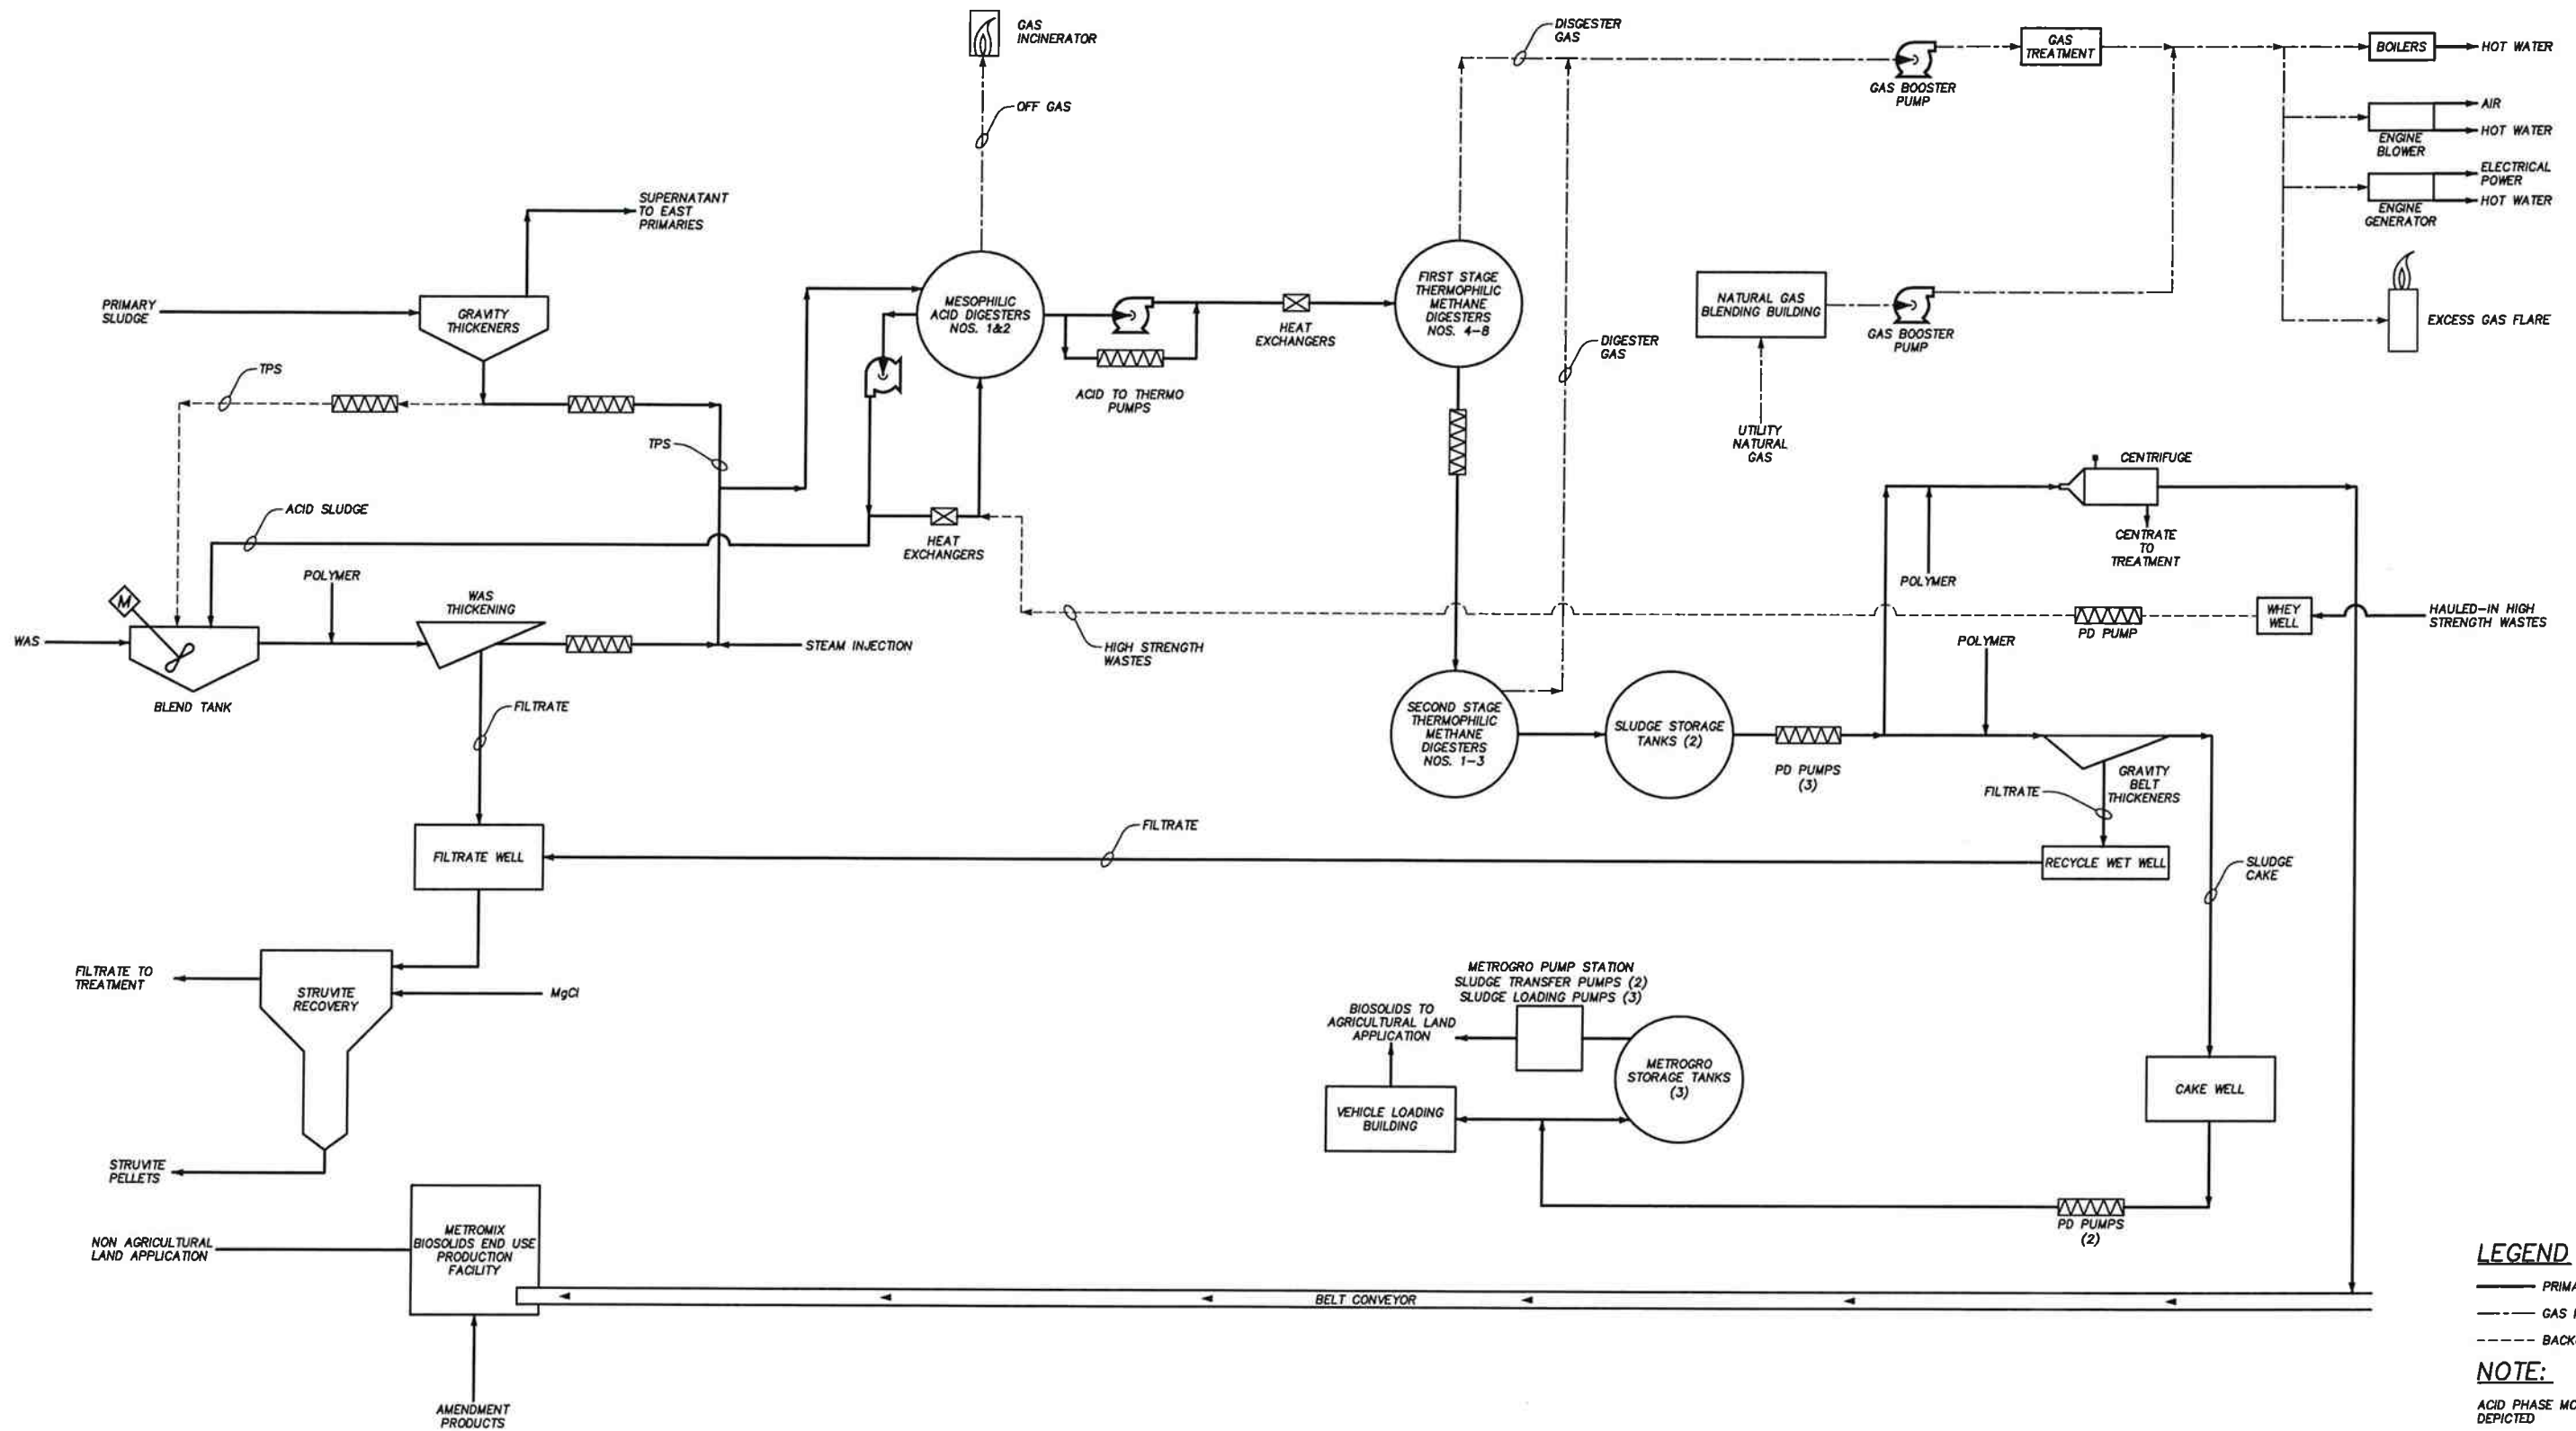 GAS
INCINERATOR
OFF GAS
DISGESTER
GAS
GAS BOOSTER
PUMP
GAS
TREATMENT
BOILERS
HOT WATER
AIR
HOT WATER
ENGINE
BLOWER
ELECTRICAL
POWER
HOT WATER
ENGINE
GENERATOR
EXCESS GAS FLARE
SUPERNATANT
TO EAST
PRIMARIES
PRIMARY
SLUDGE
GRAVITY
THICKENERS
MESOPHILIC
ACID DIGESTERS
NOS. 1&2
HEAT
EXCHANGERS
ACID TO THERMO
PUMPS
FIRST STAGE
THERMOPHILIC
METHANE
DIGESTERS
NOS. 4-8
DIGESTER
GAS
NATURAL GAS
BLENDING BUILDING
GAS BOOSTER
PUMP
UTILITY
NATURAL
GAS
TPS
TPS
ACID SLUDGE
HEAT
EXCHANGERS
CENTRIFUGE
CENTRATE
TO
TREATMENT
POLYMER
POLYMER
WAS
THICKENING
M
WAS
BLEND TANK
STEAM INJECTION
HIGH STRENGTH
WASTES
PD PUMP
WHEY
WELL
HAULED-IN HIGH
STRENGTH WASTES
POLYMER
FILTRATE
SECOND STAGE
THERMOPHILIC
METHANE
DIGESTERS
NOS. 1-3
SLUDGE STORAGE
TANKS (2)
PD PUMPS
(3)
GRAVITY
BELT
THICKENERS
FILTRATE
FILTRATE
FILTRATE WELL
RECYCLE WET WELL
SLUDGE
CAKE
FILTRATE TO
TREATMENT
STRUVITE
RECOVERY
MgCl
METROGRO PUMP STATION
SLUDGE TRANSFER PUMPS (2)
SLUDGE LOADING PUMPS (3)
BIOSOLIDS TO
AGRICULTURAL LAND
APPLICATION
METROGRO
STORAGE TANKS
(3)
VEHICLE LOADING
BUILDING
CAKE WELL
STRUVITE
PELLETS
PD PUMPS
(2)
METROMIX
BIOSOLIDS END USE
PRODUCTION
FACILITY
NON AGRICULTURAL
LAND APPLICATION
BELT CONVEYOR
AMENDMENT
PRODUCTS
LEGEND
GAS
NOTE:
ACID PHASE
DEPICTED